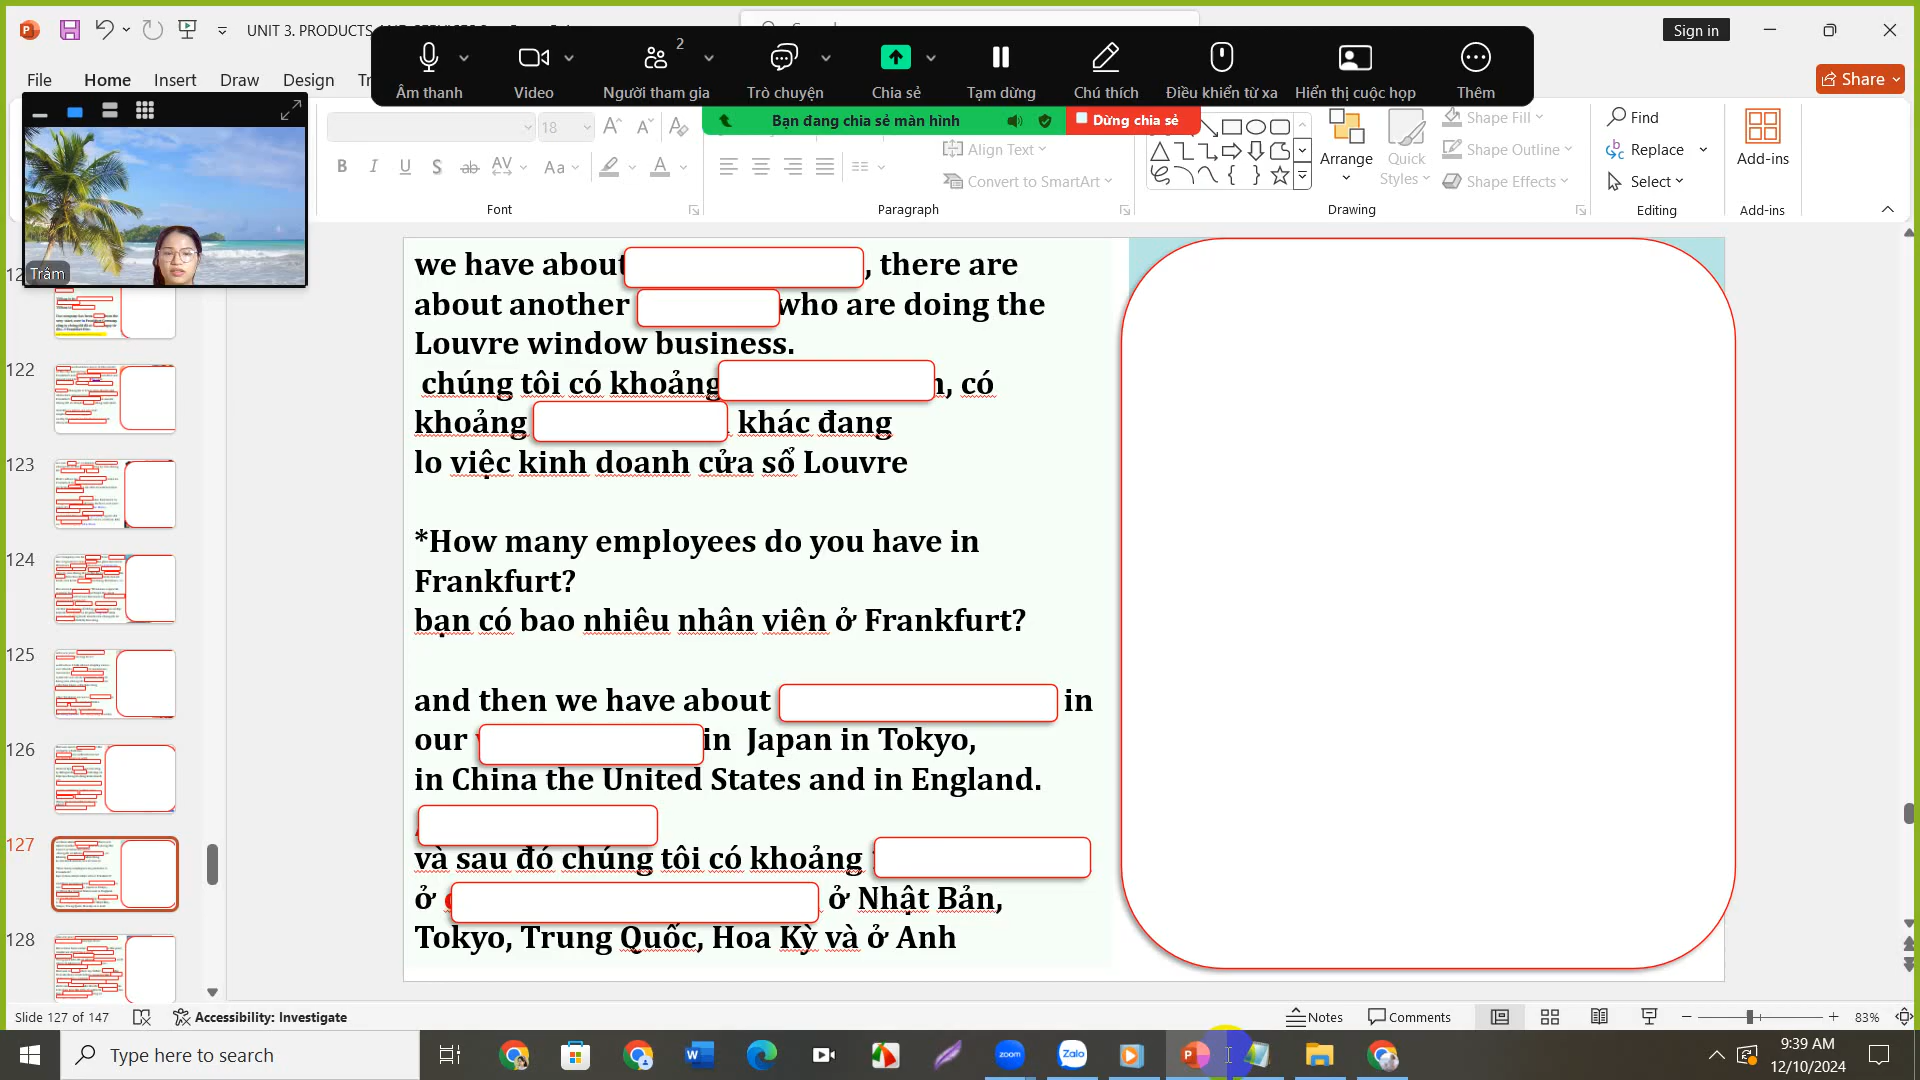 UNIT 3. PRODUCTS
Sign in
File
Home
Insert
Draw
Design
Share
Âm thanh
Video
2
Người tham gia
Trò chuyện
Chia sẻ
Tạm dừng
Chú thích
Điều khiển từ xa
Hiển thị cuộc họp
Thêm
Bạn đang chia sẻ màn hình
Dừng chia sẻ
Trâm
18
Font
Align Text
Convert to SmartArt
Paragraph
Arrange
Quick
Styles
Shape Fill
Shape Outline
Shape Effects
Drawing
Find
Replace
Select
Editing
Add-ins
Add-ins
we have about , there are
about another who are doing the
Louvre window business.
chúng tôi có khoảng , có
khoảng khác đang
lo việc kinh doanh cửa sổ Louvre
*How many employees do you have in
Frankfurt?
bạn có bao nhiêu nhân viên ở Frankfurt?
and then we have about in
our in Japan in Tokyo,
in China the United States and in England.
và sau đó chúng tôi có khoảng
ở ở Nhật Bản,
Tokyo, Trung Quốc, Hoa Kỳ và ở Anh
122
123
124
125
126
127
128
Slide 127 of 147
Accessibility: Investigate
Notes
Comments
83%
Type here to search
zoom
Zalo
9:39 AM
12/10/2024